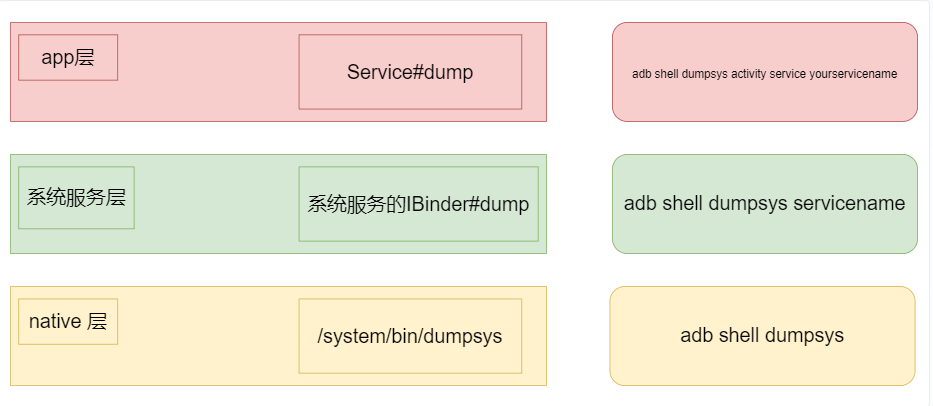 app层
Service#dump
adb shell dumpsys activity service yourservicename
系统服务层
系统服务的IBinder#dump
adb shell dumpsys servicename
native 层
/system/bin/dumpsys
adb shell dumpsys